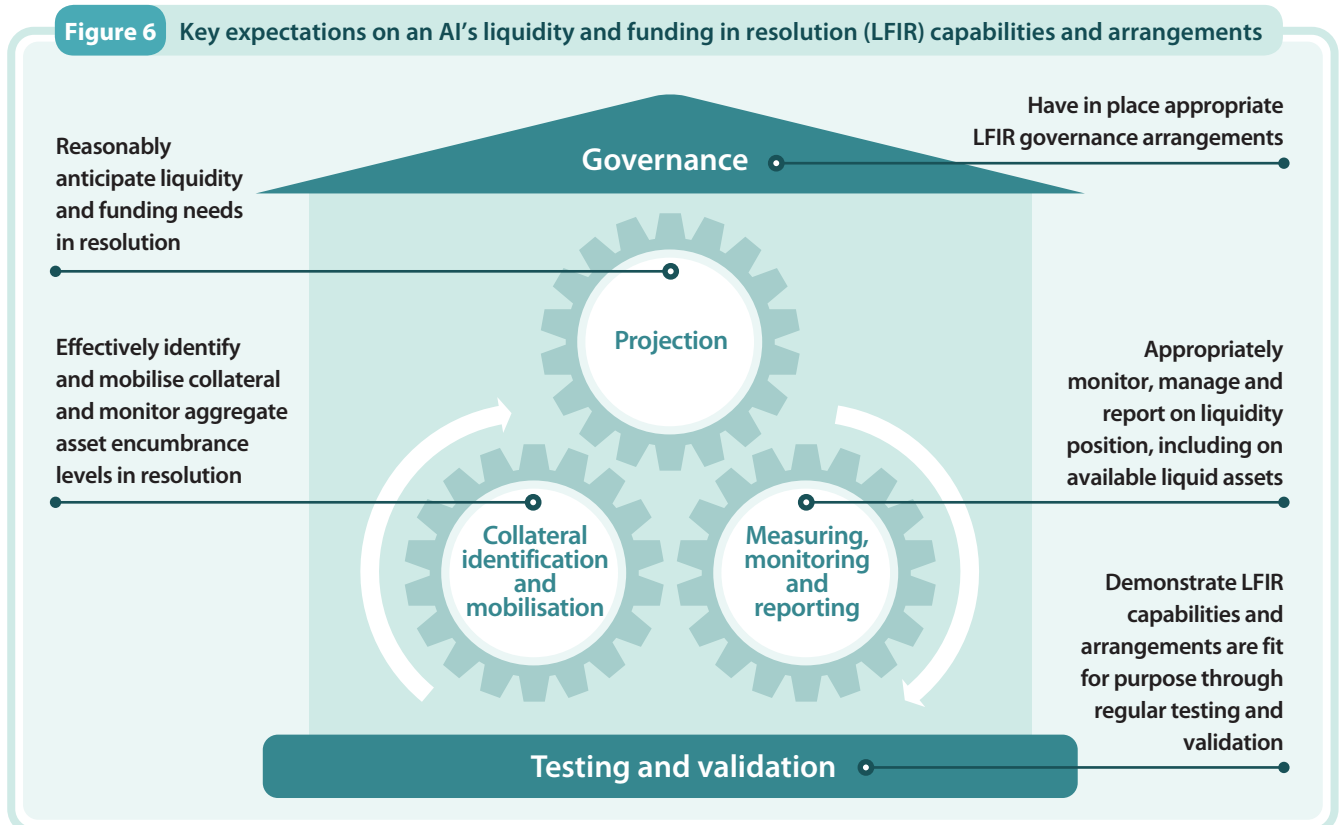 Figure 6 Key expectations on an AI's liquidity and funding in resolution (LFIR) capabilities and arrangements
Have in place appropriate
LFIR governance arrangements
Governance
Reasonably
anticipate liquidity
and funding needs
in resolution
Projection
Effectively identify
and mobilise collateral
and monitor aggregate
asset encumbrance
levels in resolution
Appropriately
monitor, manage and
report on liquidity
position, including on
available liquid assets
Collateral
identification
and
mobilisation
Measuring,
monitoring
and
reporting
Demonstrate LFIR
capabilities and
arrangements are fit
for purpose through
regular testing and
validation
Testing and validation